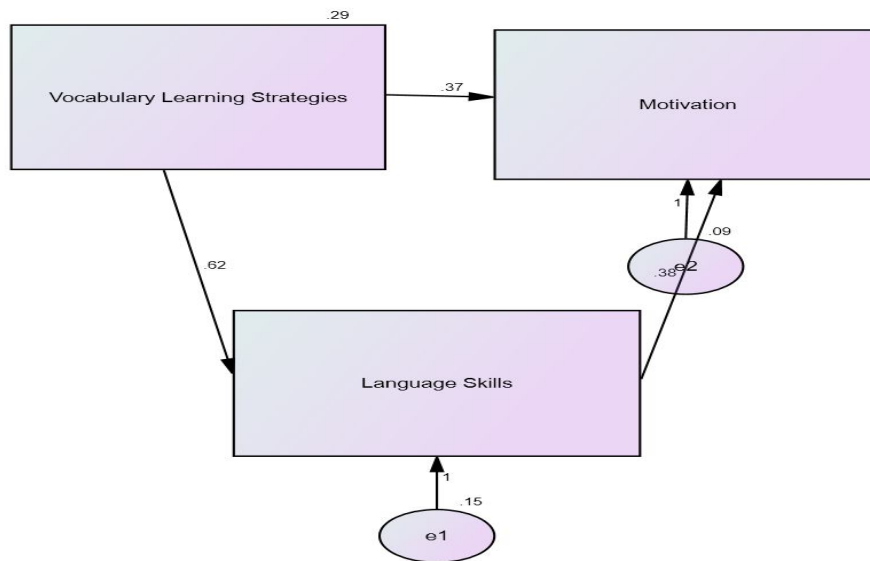 .29
Vocabulary Learning Strategies
.37
Motivation
1
.09
.62
.38
e2
Language Skills
1
.15
e1